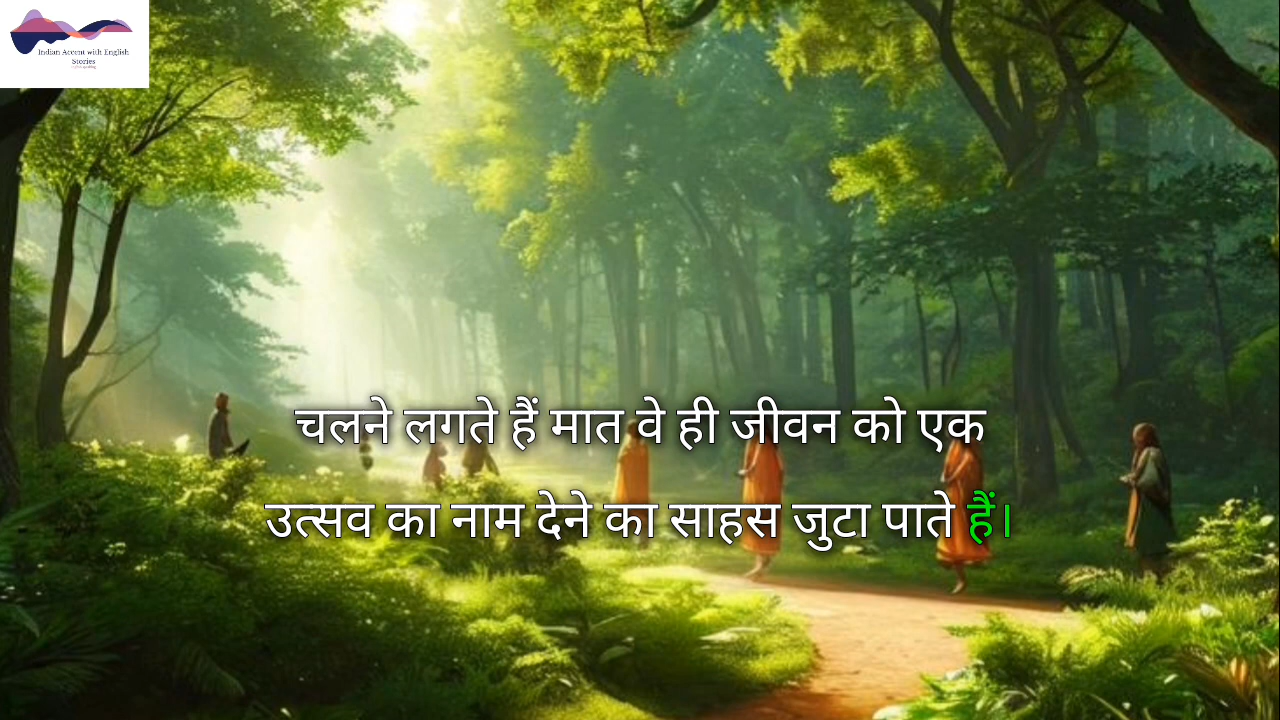 Indian Accent with English
Stories
चलने लगते हैं मात वे ही जीवन को एक
उत्सव का नाम देने का साहस जुटा पाते हैं।